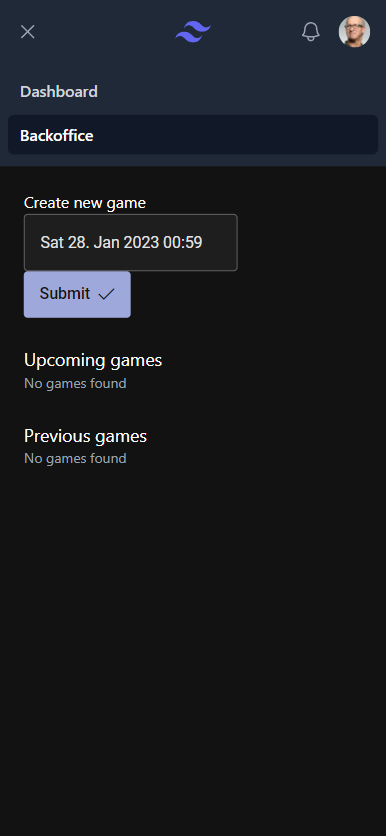 Dashboard
Backoffice
Create new game
Sat 28. Jan 2023 00:59
Submit
Upcoming games
No games found
Previous games
No games found